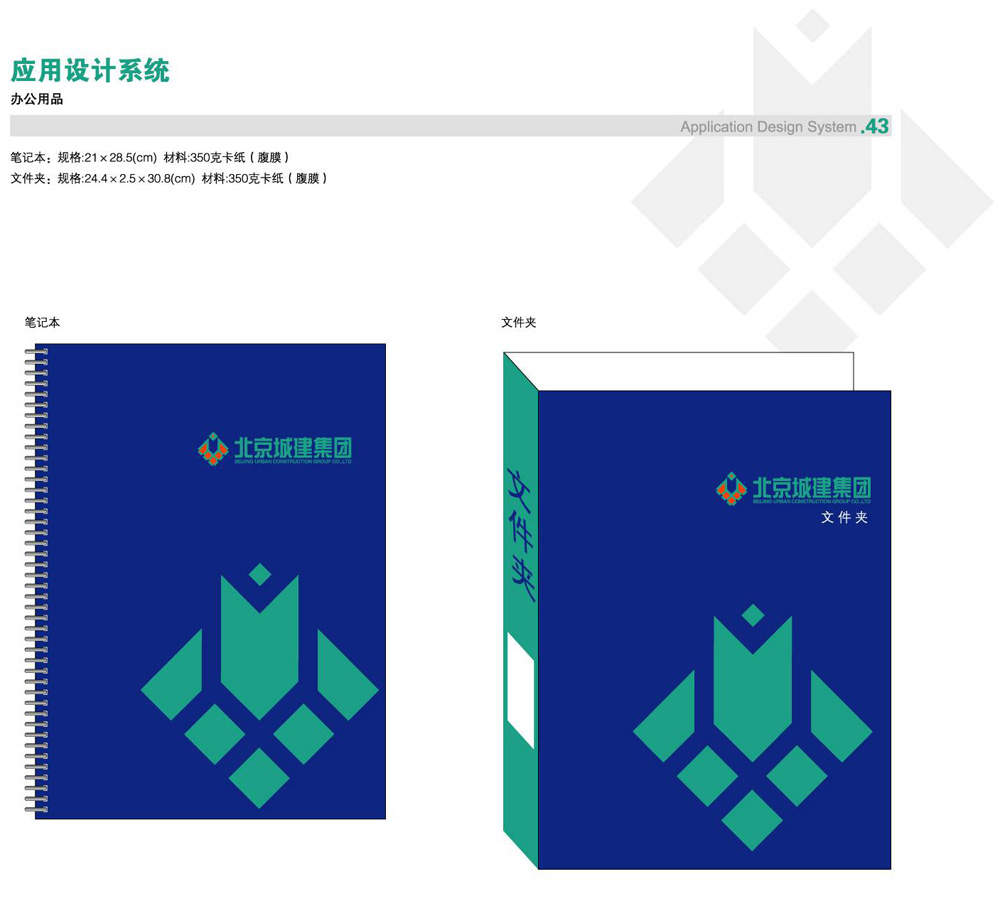 应用设计系统
办公用品
Application Design System .43
笔记本：规格:21×28.5(cm) 材料:350克卡纸（腹膜）
文件夹：规格:24.4×2.5×30.8(cm) 材料:350克卡纸（腹膜）
笔记本
文件夹
北京城建集团
BEIJING URBAN CONSTRUCTION GROUP CO.,LTD
北京城建集团
BEIJING URBAN CONSTRUCTION GROUP CO.,LTD
文件夹
文件夹